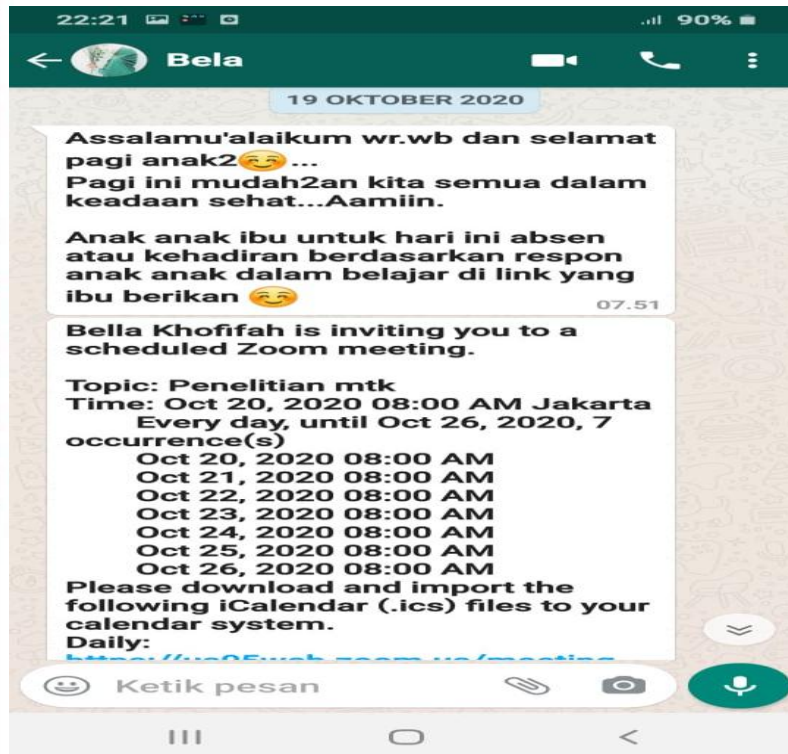 22:21 .ıl 90%
Bela
19 OKTOBER 2020
Assalamu'alaikum wr.wb dan selamat
pagi anak2😊...
Pagi ini mudah2an kita semua dalam
keadaan sehat...Aamiin.
Anak anak ibu untuk hari ini absen
atau kehadiran berdasarkan respon
anak anak dalam belajar di link yang
ibu berikan 😊
07.51
Bella Khofifah is inviting you to a
scheduled Zoom meeting.
Topic: Penelitian mtk
Time: Oct 20, 2020 08:00 AM Jakarta
Every day, until Oct 26, 2020, 7
occurrence(s)
Oct 20, 2020 08:00 AM
Oct 21, 2020 08:00 AM
Oct 22, 2020 08:00 AM
Oct 23, 2020 08:00 AM
Oct 24, 2020 08:00 AM
Oct 25, 2020 08:00 AM
Oct 26, 2020 08:00 AM
Please download and import the
following iCalendar (.ics) files to your
calendar system.
Daily:
Ketik pesan